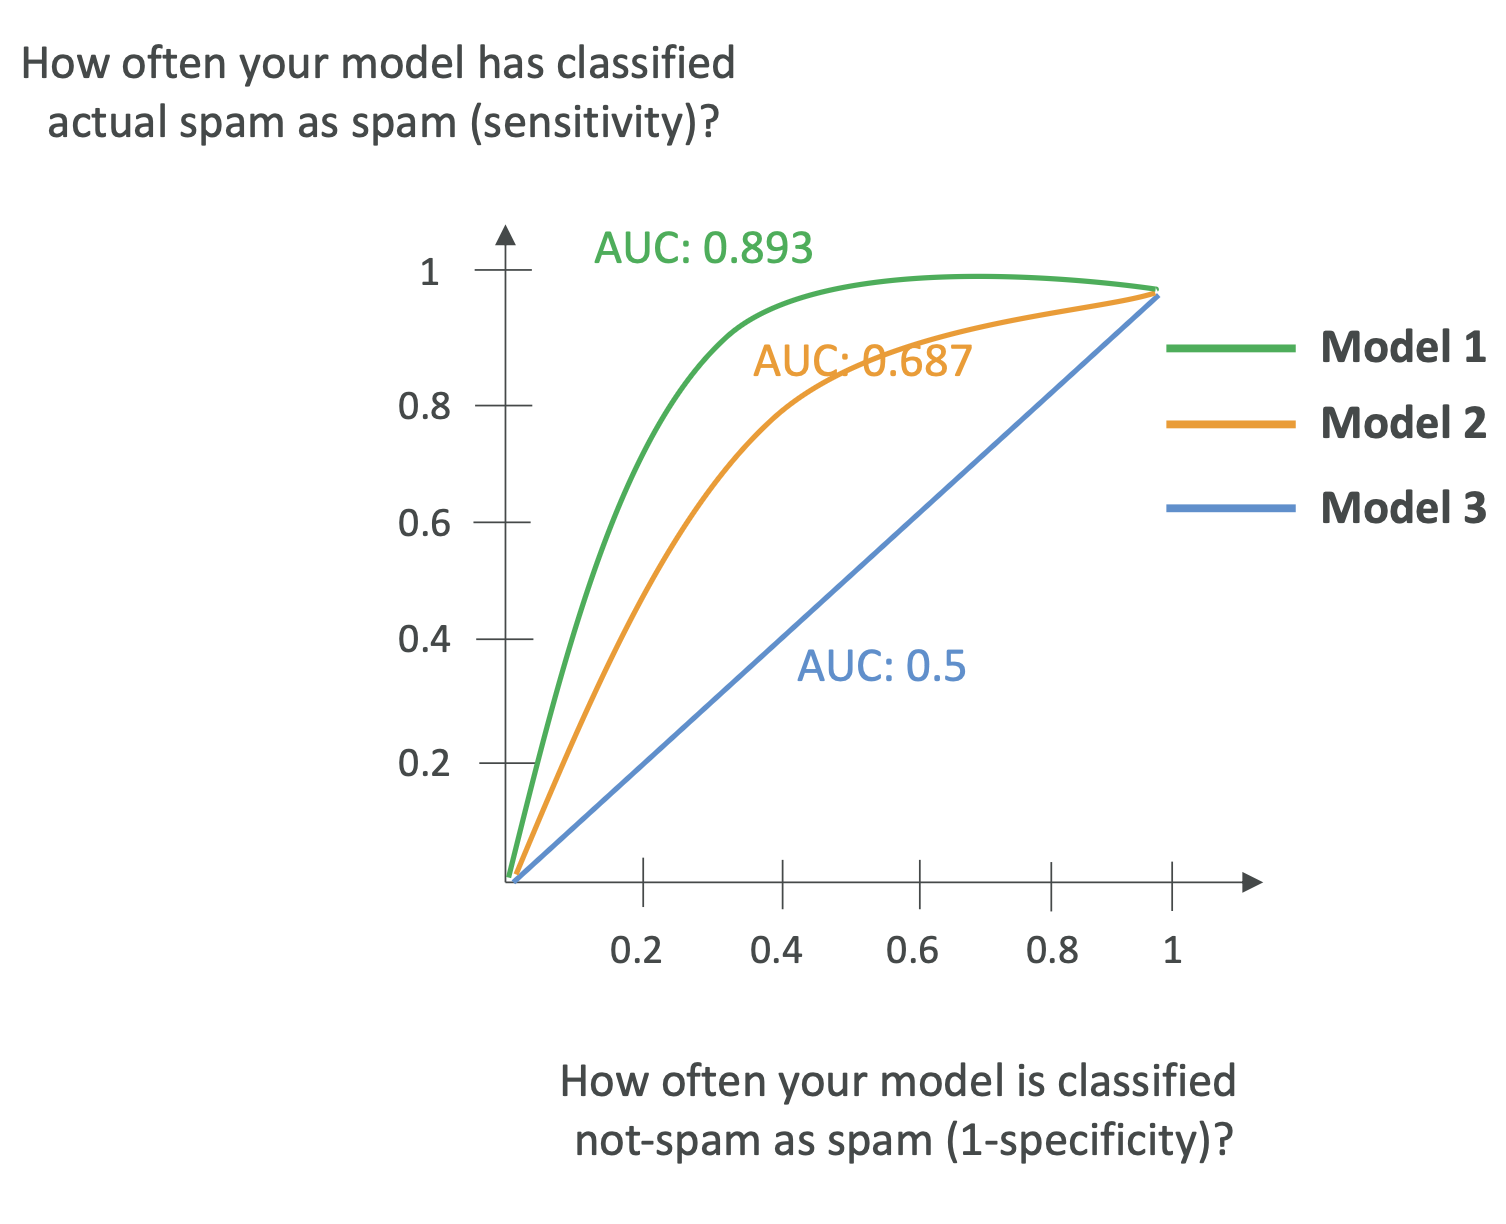 How often your model has classified
actual spam as spam (sensitivity)?
AUC: 0.893
1
AUC: 0.687
Model 1
0.8
Model 2
0.6
Model 3
0.4
AUC: 0.5
0.2
0.2 0.4 0.6 0.8 1
How often your model is classified
not-spam as spam (1-specificity)?